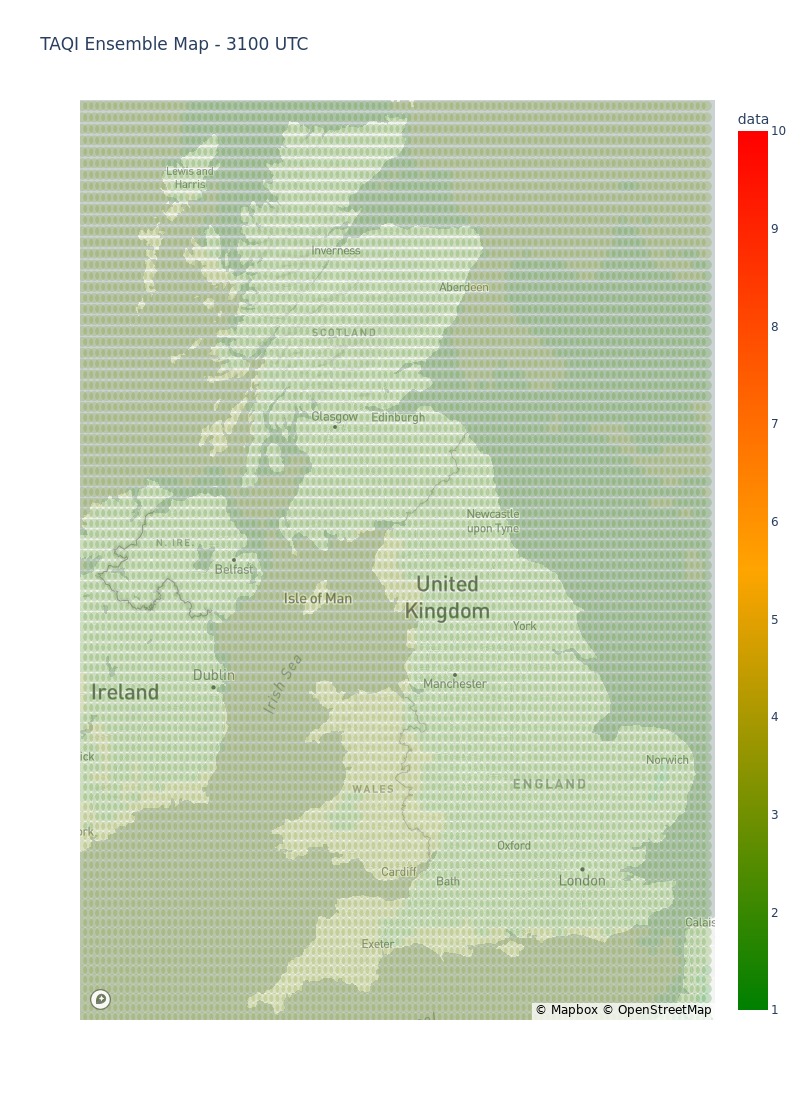 TAQI Ensemble Map - 3100 UTC
data
10
9
8
7
6
5
4
3
2
1
Lewis and
Harris
Inverness
Aberdeen
SCOTLAND
Glasgow
Edinburgh
Newcastle
upon Tyne
N. IRE.
Belfast
Isle of Man
United
Kingdom
York
Irish Sea
Dublin
Manchester
Ireland
ick
Norwich
WALES
ENGLAND
ork
Oxford
Cardiff
Bath
London
Calais
Exeter
© Mapbox © OpenStreetMap